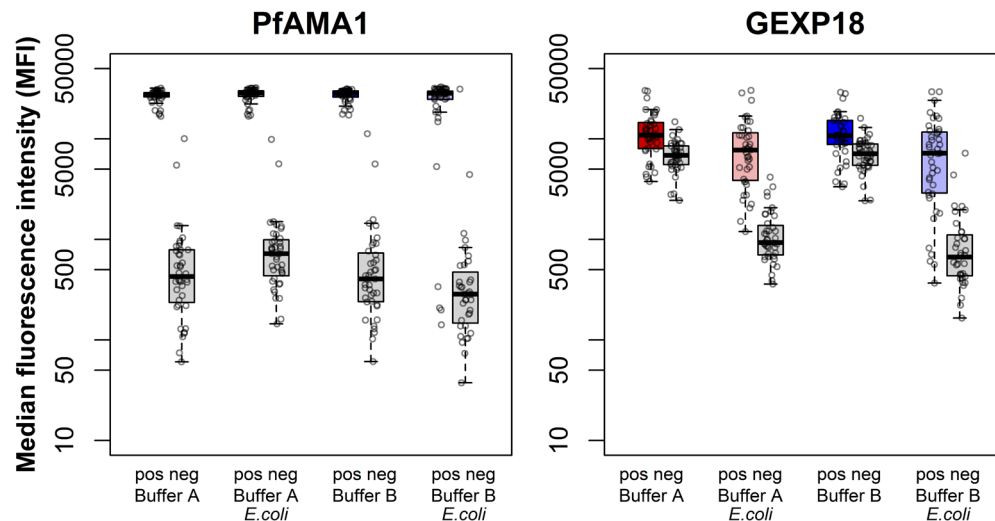 PfAMA1
GEXP18
Median fluorescence intensity (MFI)
50000
5000
500
50
10
50000
5000
500
50
10
pos neg
Buffer A
pos neg
Buffer A
E.coli
pos neg
Buffer B
pos neg
Buffer B
E.coli
pos neg
Buffer A
pos neg
Buffer A
E.coli
pos neg
Buffer B
pos neg
Buffer B
E.coli